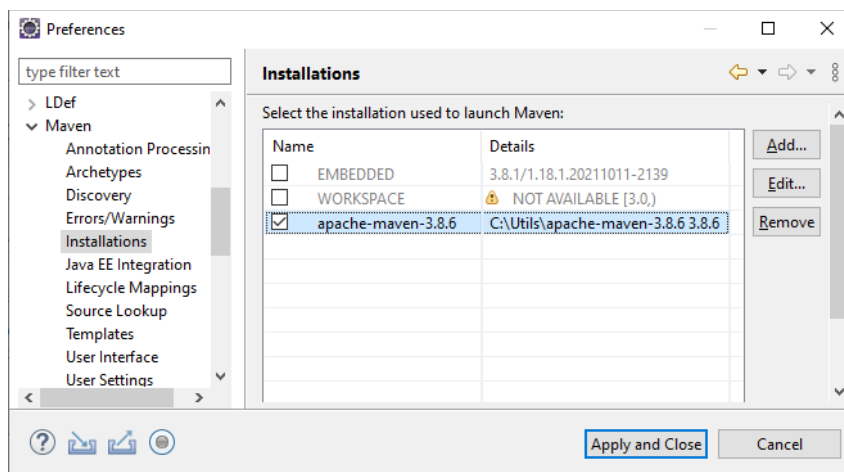 Preferences
type filter text
LDef
Maven
Annotation Processin
Archetypes
Discovery
Errors/Warnings
Installations
Java EE Integration
Lifecycle Mappings
Source Lookup
Templates
User Interface
User Settings
Installations
Select the installation used to launch Maven:
Name Details
EMBEDDED 3.8.1/1.18.1.20211011-2139
WORKSPACE NOT AVAILABLE [3.0,)
apache-maven-3.8.6 C:\Utils\apache-maven-3.8.6 3.8.6
Add...
Edit...
Remove
Apply and Close
Cancel